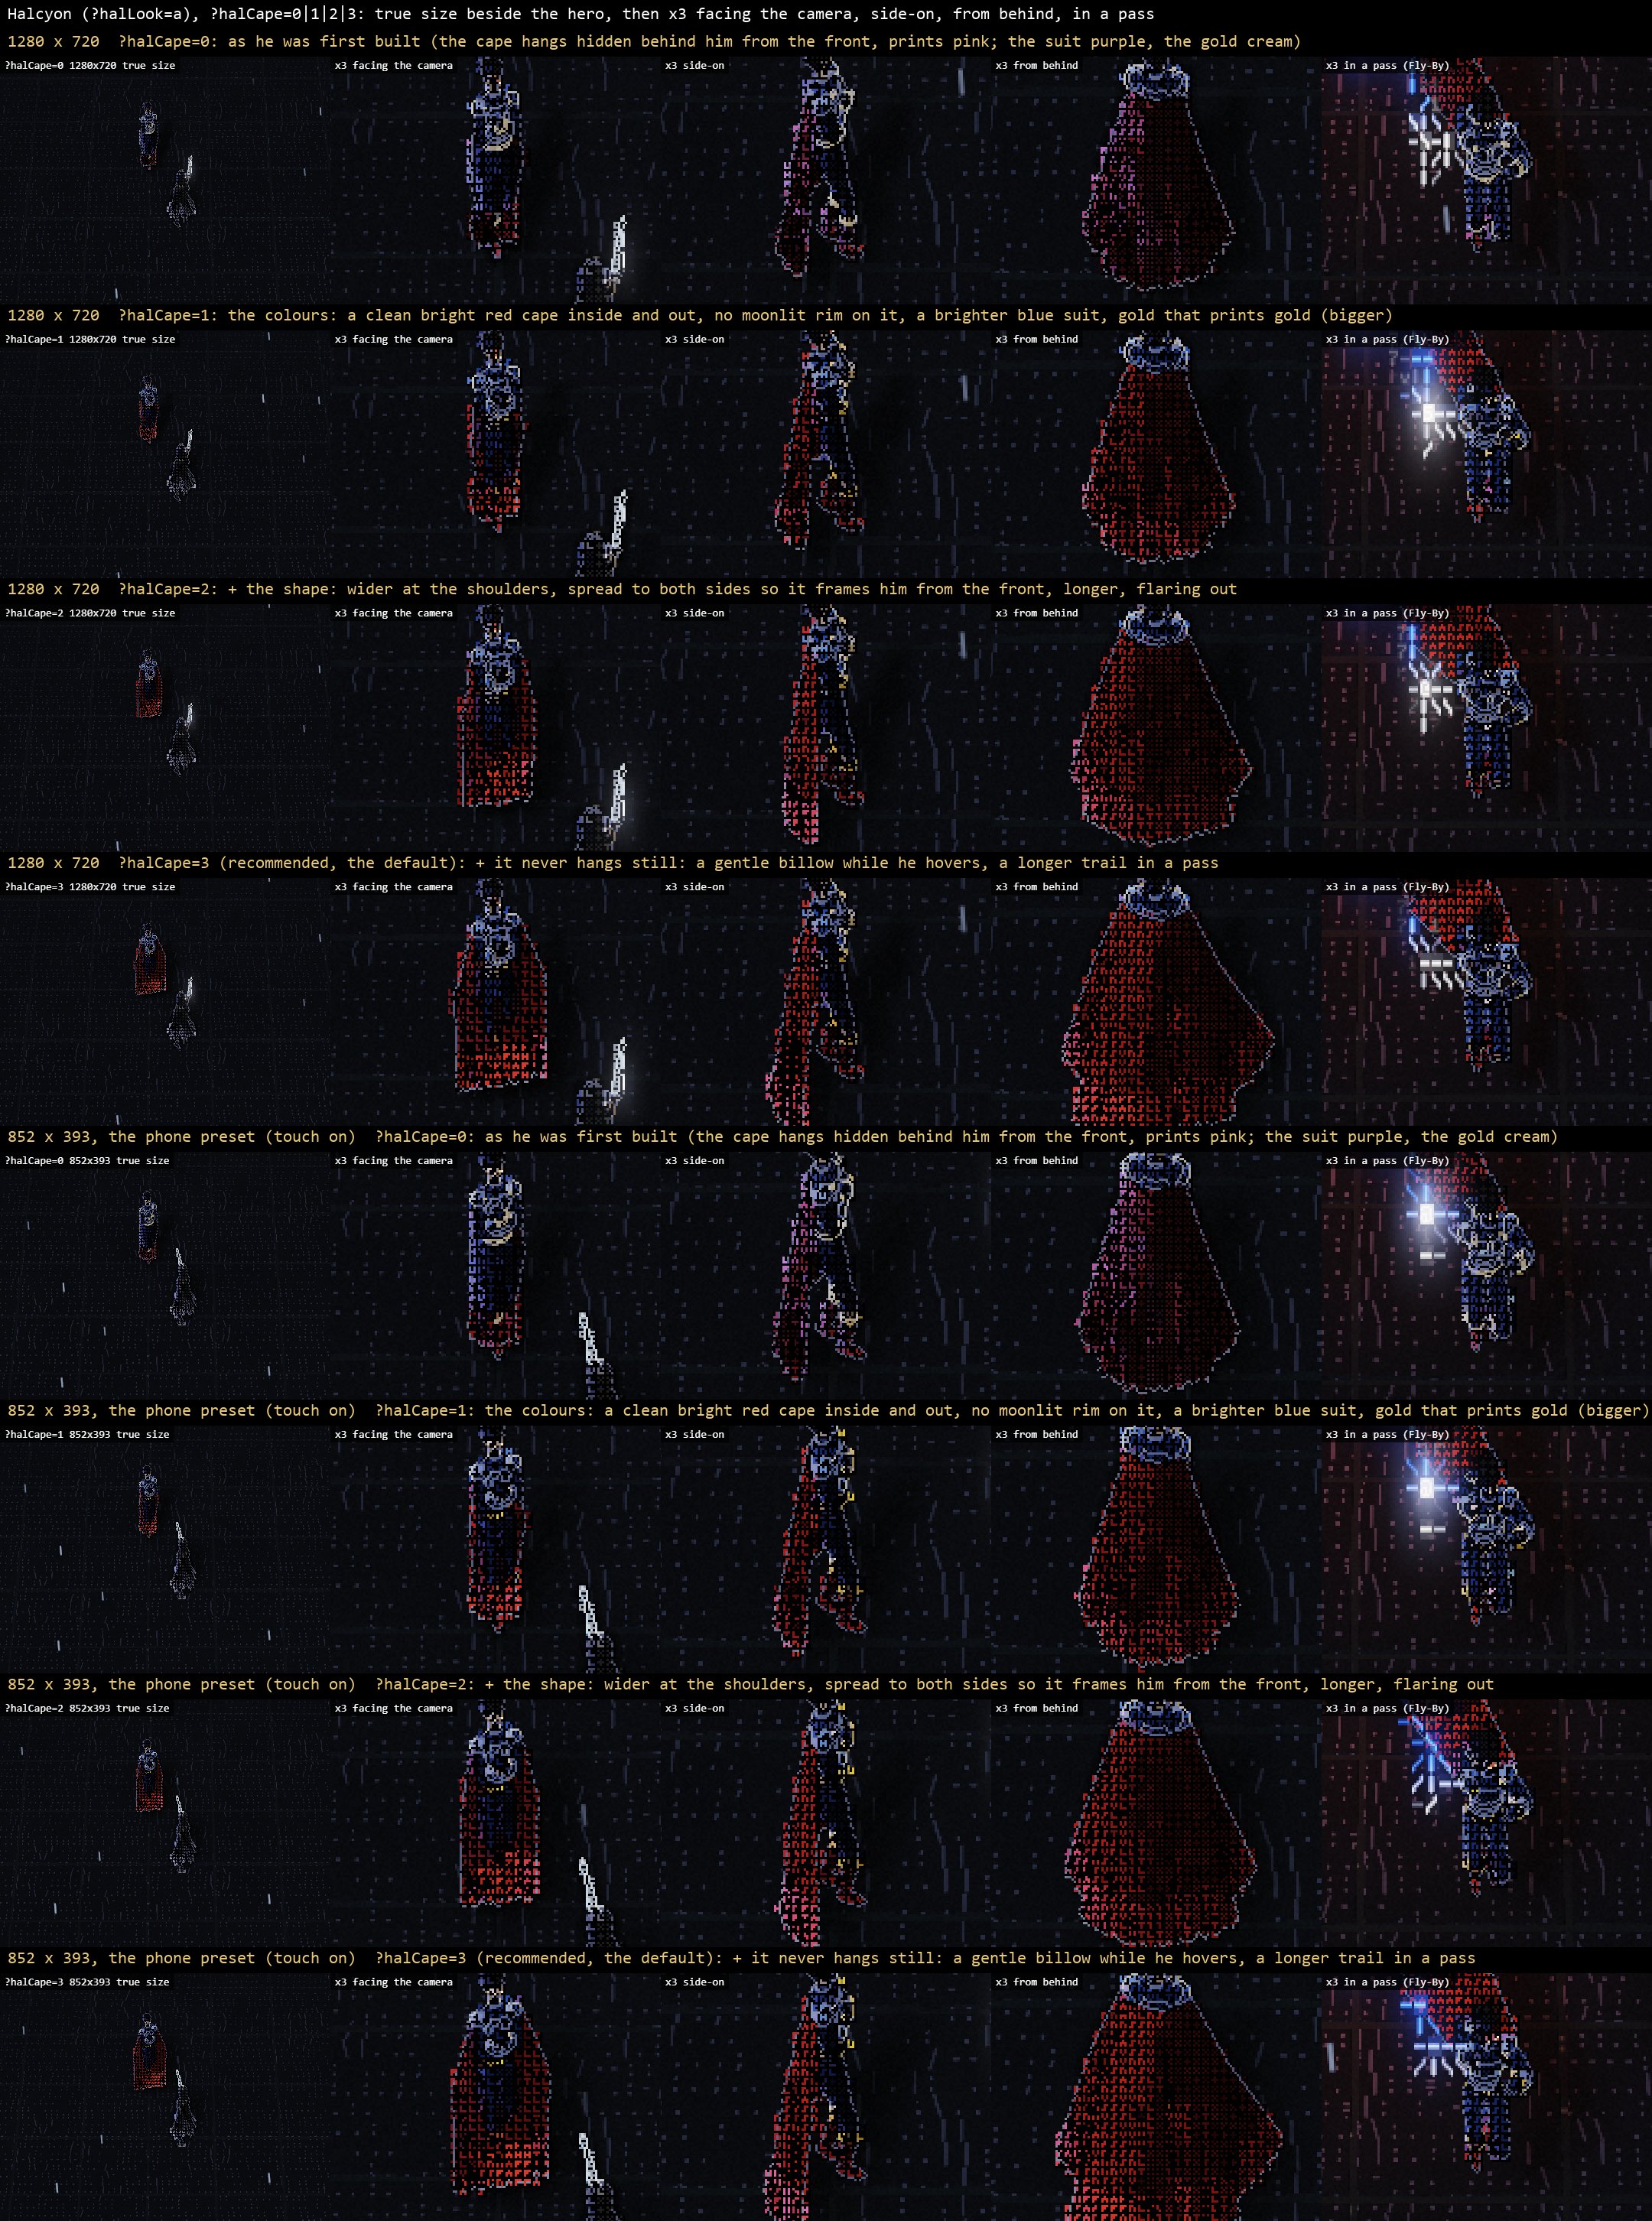 Halcyon (?halLook=a), ?halCape=0|1|2|3: true size beside the hero, then x3 facing the camera, side-on, from behind, in a pass
1280 x 720  ?halCape=0: as he was first built (the cape hangs hidden behind him from the front, prints pink; the suit purple, the gold cream)
?halCape=0 1280x720 true size
x3 facing the camera
x3 side-on
x3 from behind
x3 in a pass (Fly-By)
1280 x 720  ?halCape=1: the colours: a clean bright red cape inside and out, no moonlit rim on it, a brighter blue suit, gold that prints gold (bigger)
?halCape=1 1280x720 true size
x3 facing the camera
x3 side-on
x3 from behind
x3 in a pass (Fly-By)
1280 x 720  ?halCape=2: + the shape: wider at the shoulders, spread to both sides so it frames him from the front, longer, flaring out
?halCape=2 1280x720 true size
x3 facing the camera
x3 side-on
x3 from behind
x3 in a pass (Fly-By)
1280 x 720  ?halCape=3 (recommended, the default): + it never hangs still: a gentle billow while he hovers, a longer trail in a pass
?halCape=3 1280x720 true size
x3 facing the camera
x3 side-on
x3 from behind
x3 in a pass (Fly-By)
852 x 393, the phone preset (touch on)  ?halCape=0: as he was first built (the cape hangs hidden behind him from the front, prints pink; the suit purple, the gold cream)
?halCape=0 852x393 true size
x3 facing the camera
x3 side-on
x3 from behind
x3 in a pass (Fly-By)
852 x 393, the phone preset (touch on)  ?halCape=1: the colours: a clean bright red cape inside and out, no moonlit rim on it, a brighter blue suit, gold that prints gold (bigger)
?halCape=1 852x393 true size
x3 facing the camera
x3 side-on
x3 from behind
x3 in a pass (Fly-By)
852 x 393, the phone preset (touch on)  ?halCape=2: + the shape: wider at the shoulders, spread to both sides so it frames him from the front, longer, flaring out
?halCape=2 852x393 true size
x3 facing the camera
x3 side-on
x3 from behind
x3 in a pass (Fly-By)
852 x 393, the phone preset (touch on)  ?halCape=3 (recommended, the default): + it never hangs still: a gentle billow while he hovers, a longer trail in a pass
?halCape=3 852x393 true size
x3 facing the camera
x3 side-on
x3 from behind
x3 in a pass (Fly-By)